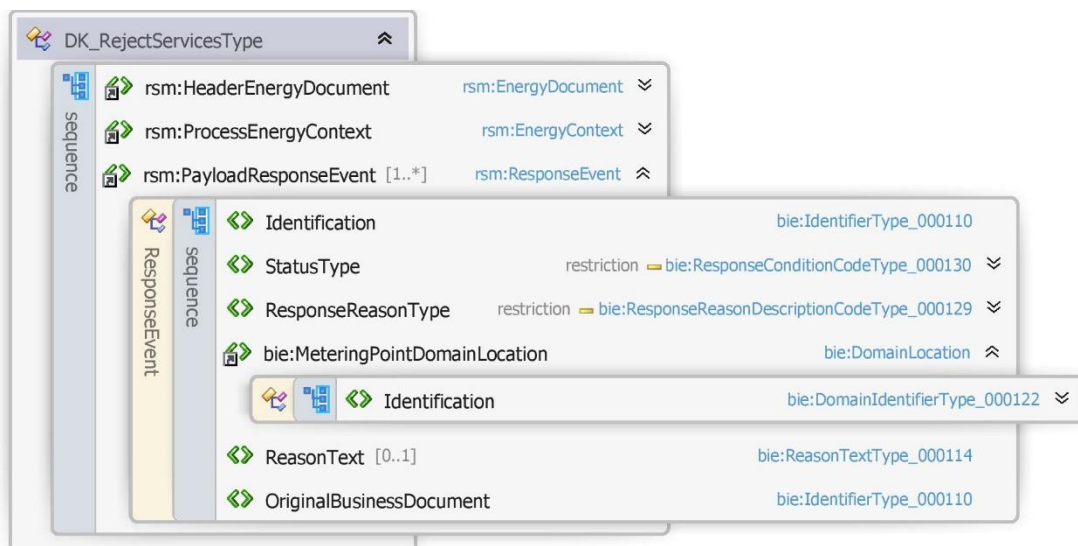 DK_RejectServicesType
sequence
rsm:HeaderEnergyDocument rsm:EnergyDocument
rsm:ProcessEnergyContext rsm:EnergyContext
rsm:PayloadResponseEvent [1..*] rsm:ResponseEvent
ResponseEvent
sequence
Identification bie:IdentifierType_000110
StatusType restriction bie:ResponseConditionCodeType_000130
ResponseReasonType restriction bie:ResponseReasonDescriptionCodeType_000129
bie:MeteringPointDomainLocation bie:DomainLocation
Identification bie:DomainIdentifierType_000122
ReasonText [0..1] bie:ReasonTextType_000114
OriginalBusinessDocument bie:IdentifierType_000110